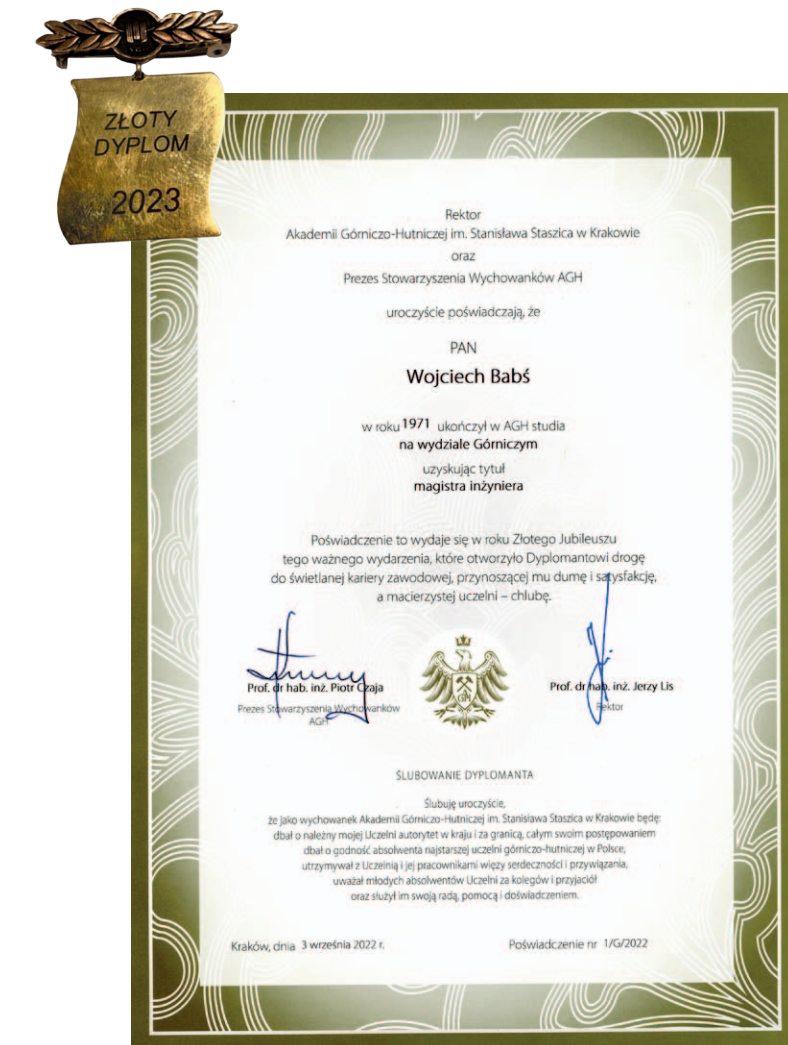 ZŁOTY
DYPLOM
2023
Rektor
Akademii Górniczo-Hutniczej im. Stanisława Staszica w Krakowie
oraz
Prezes Stowarzyszenia Wychowanków AGH
uroczyście poświadczają, że
PAN
Wojciech Babś
w roku 1971 ukończył w AGH studia
na wydziale Górniczym
uzyskując tytuł
magistra inżyniera
Poświadczenie to wydaje się w roku Złotego Jubileuszu
tego ważnego wydarzenia, które otworzyło Dyplomantowi drogę
do świetlanej kariery zawodowej, przynoszącej mu dumę i satysfakcję,
a macierzystej uczelni – chlubę.
Prof. dr hab. inż. Piotr Czaja
Prezes Stowarzyszenia Wychowanków
AGH
Prof. dr hab. inż. Jerzy Lis
Rektor
ŚLUBOWANIE DYPLOMANTA
Ślubuję uroczyście,
że jako wychowanek Akademii Górniczo-Hutniczej im. Stanisława Staszica w Krakowie będę:
dbał o należny mojej Uczelni autorytet w kraju i za granicą, całym swoim postępowaniem
dbał o godność absolwenta najstarszej uczelni górniczo-hutniczej w Polsce,
utrzymywał z Uczelnią i jej pracownikami więzy serdeczności i przywiązania,
uważał młodych absolwentów Uczelni za kolegów i przyjaciół
oraz służył im swoją radą, pomocą i doświadczeniem.
Kraków, dnia 3 września 2022 r.
Poświadczenie nr 1/G/2022